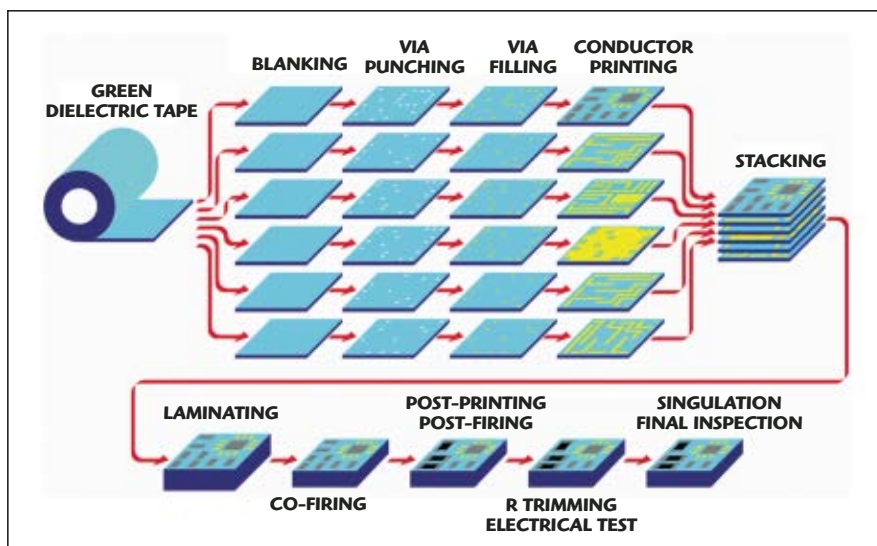 GREEN
DIELECTRIC TAPE
BLANKING
VIA
PUNCHING
VIA
FILLING
CONDUCTOR
PRINTING
STACKING
LAMINATING
CO-FIRING
POST-PRINTING
POST-FIRING
R TRIMMING
ELECTRICAL TEST
SINGULATION
FINAL INSPECTION